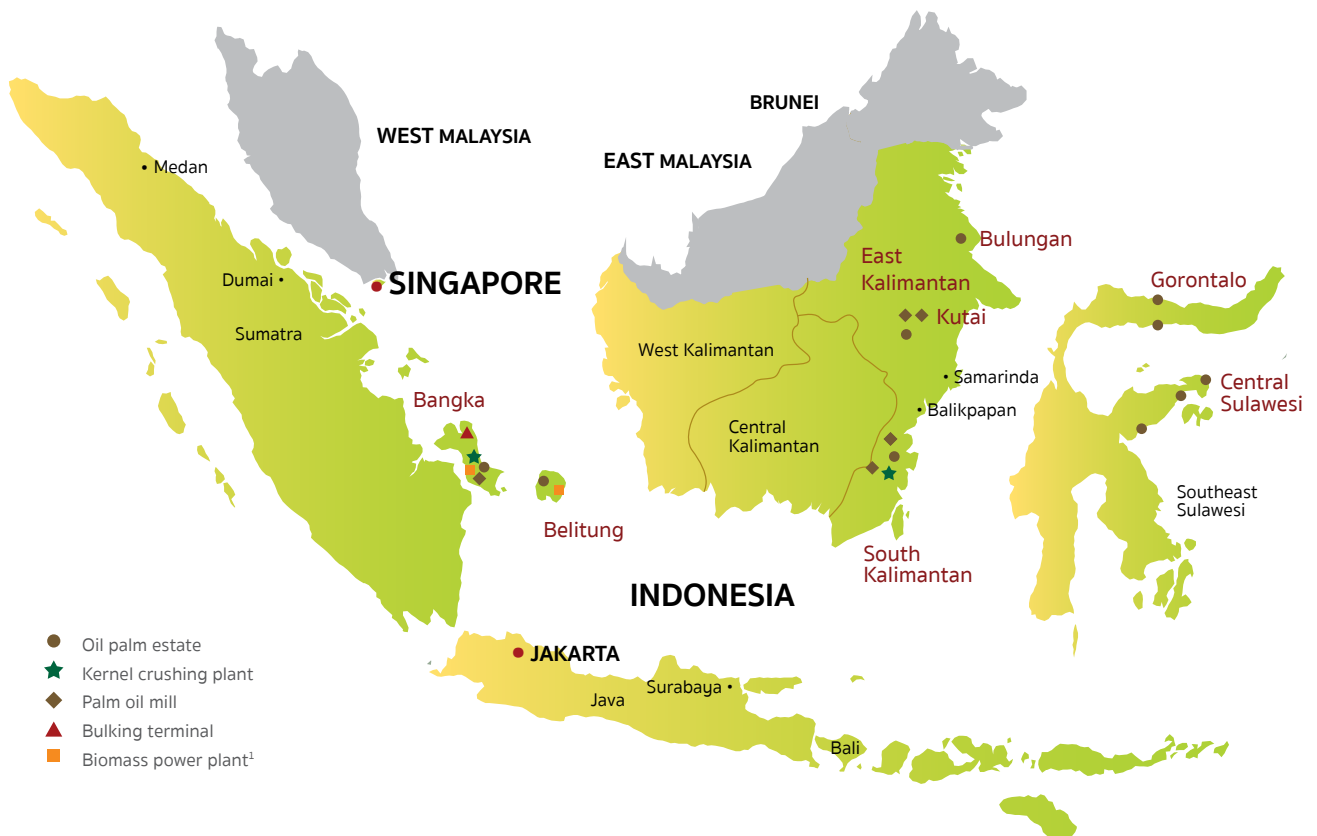 BRUNEI
WEST MALAYSIA
EAST MALAYSIA
Medan
Bulungan
East
Kalimantan
Gorontalo
Dumai
SINGAPORE
Kutai
Sumatra
West Kalimantan
Samarinda
Central
Sulawesi
Bangka
Balikpapan
Central
Kalimantan
Southeast
Sulawesi
Belitung
South
Kalimantan
INDONESIA
Oil palm estate
Kernel crushing plant
Palm oil mill
Bulking terminal
Biomass power plant¹
JAKARTA
Surabaya
Java
Bali